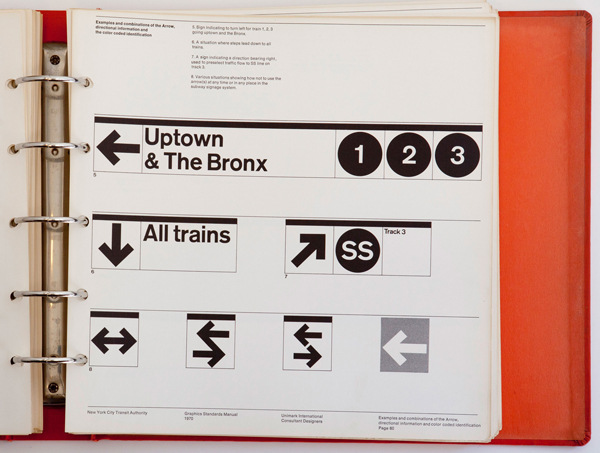 Examples and combinations of the Arrow,
directional information and
the color coded identification
5. Sign indicating to turn left for train 1, 2, 3
going uptown and the Bronx.
6. A situation where steps lead down to all
trains.
7. A sign indicating a direction bearing right,
used to preselect traffic flow to SS line on
track 3.
8. Various situations showing how not to use the
arrow(s) at any time or in any place in the
subway signage system.
Uptown
& The Bronx
1 2 3
5
All trains
6
SS
Track 3
7
8
New York City Transit Authority
Graphics Standards Manual
1970
Unimark International
Consultant Designers
Examples and combinations of the Arrow,
directional information and color coded identification
Page 80